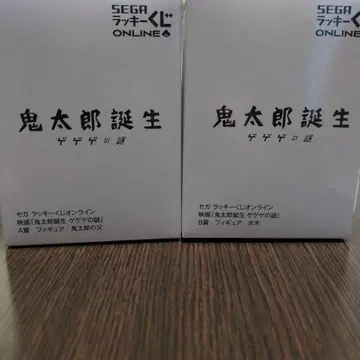 SEGA
ラッキーくじ
ONLINE
鬼太郎誕生
ゲゲゲの謎
セガ ラッキーくじオンライン
映画「鬼太郎誕生 ゲゲゲの謎」
A賞 フィギュア 鬼太郎の父
SEGA
ラッキーくじ
ONLINE
鬼太郎誕生
ゲゲゲの謎
セガ ラッキーくじオンライン
映画「鬼太郎誕生 ゲゲゲの謎」
B賞 フィギュア 水木